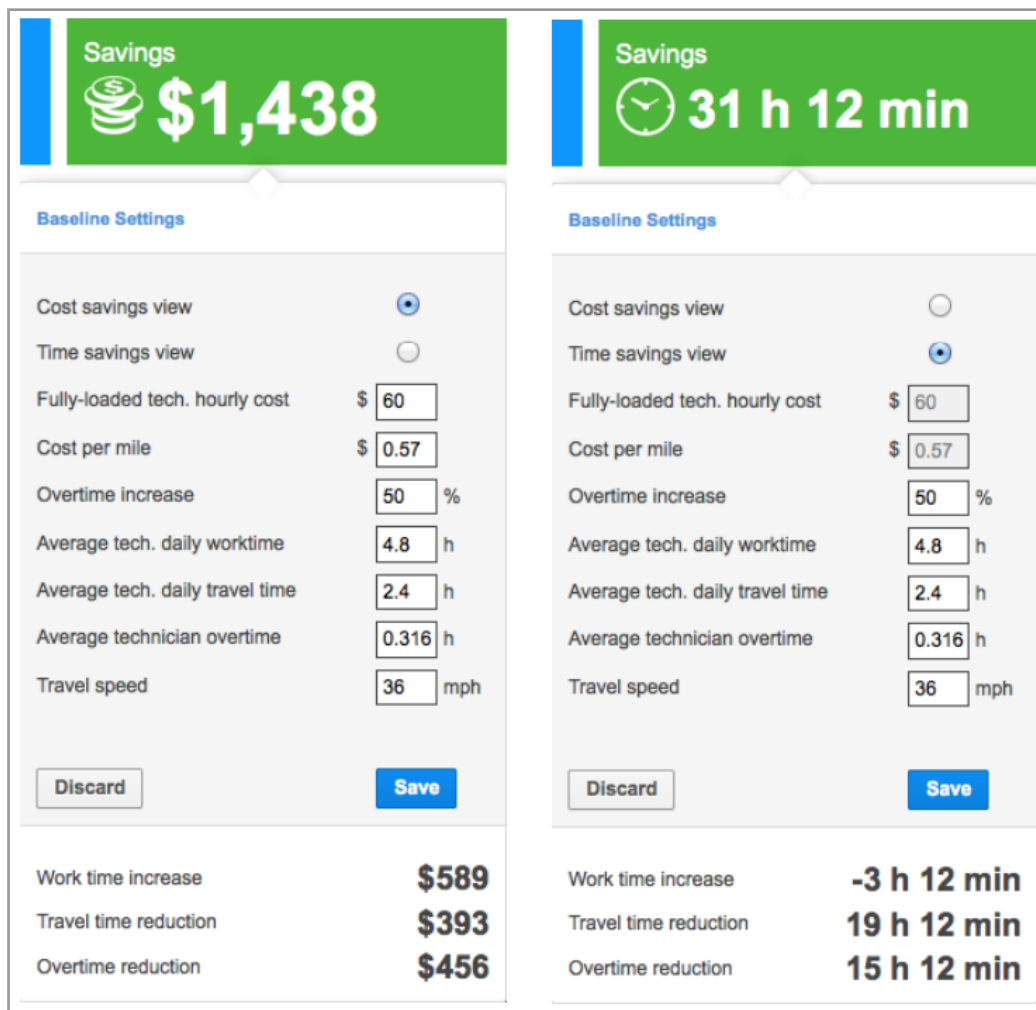 Savings
$1,438
Baseline Settings
Cost savings view
Time savings view
Fully-loaded tech. hourly cost $ 60
Cost per mile $ 0.57
Overtime increase 50 %
Average tech. daily worktime 4.8 h
Average tech. daily travel time 2.4 h
Average technician overtime 0.316 h
Travel speed 36 mph
Discard Save
Work time increase $589
Travel time reduction $393
Overtime reduction $456
Savings
31 h 12 min
Baseline Settings
Cost savings view
Time savings view
Fully-loaded tech. hourly cost $ 60
Cost per mile $ 0.57
Overtime increase 50 %
Average tech. daily worktime 4.8 h
Average tech. daily travel time 2.4 h
Average technician overtime 0.316 h
Travel speed 36 mph
Discard Save
Work time increase -3 h 12 min
Travel time reduction 19 h 12 min
Overtime reduction 15 h 12 min